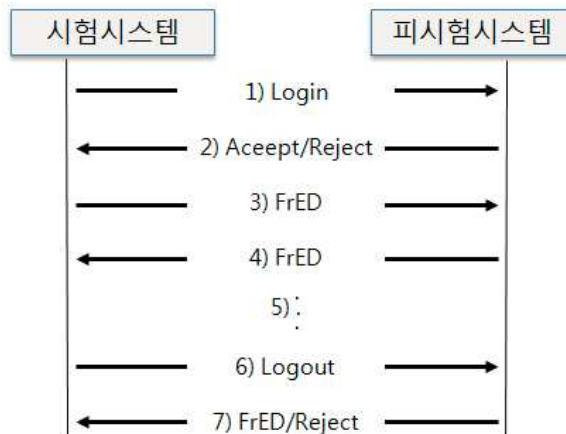 시험시스템 피시험시스템
1) Login
2) Aceept/Reject
3) FrED
4) FrED
5) :
6) Logout
7) FrED/Reject